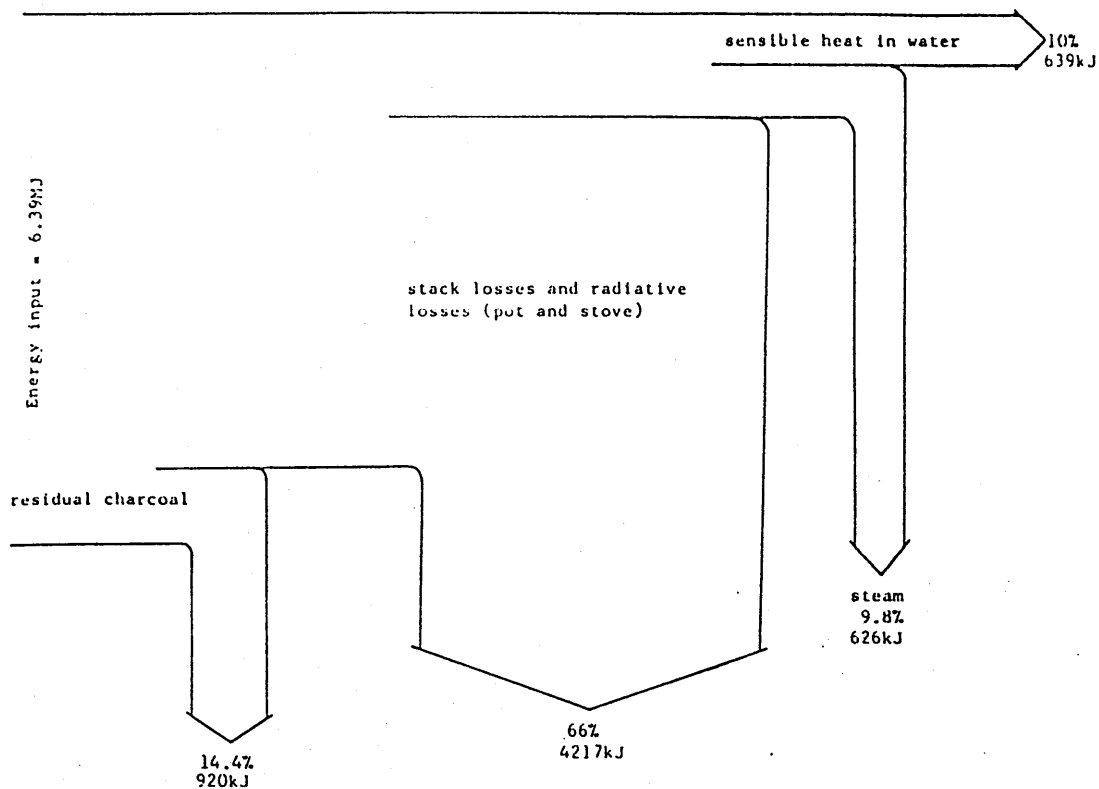 sensible heat in water
10%
639kJ
Energy input = 6.39MJ
stack losses and radiative
losses (pot and stove)
residual charcoal
steam
9.8%
626kJ
66%
4217kJ
14.4%
920kJ